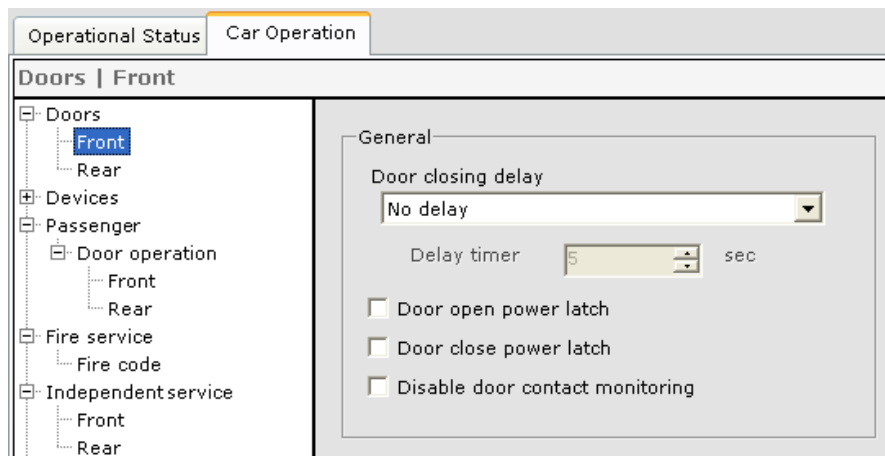 Operational Status Car Operation
Doors | Front
Doors
Front
Rear
Devices
Passenger
Door operation
Front
Rear
Fire service
Fire code
Independent service
Front
Rear
General
Door closing delay
No delay
Delay timer 5 sec
Door open power latch
Door close power latch
Disable door contact monitoring